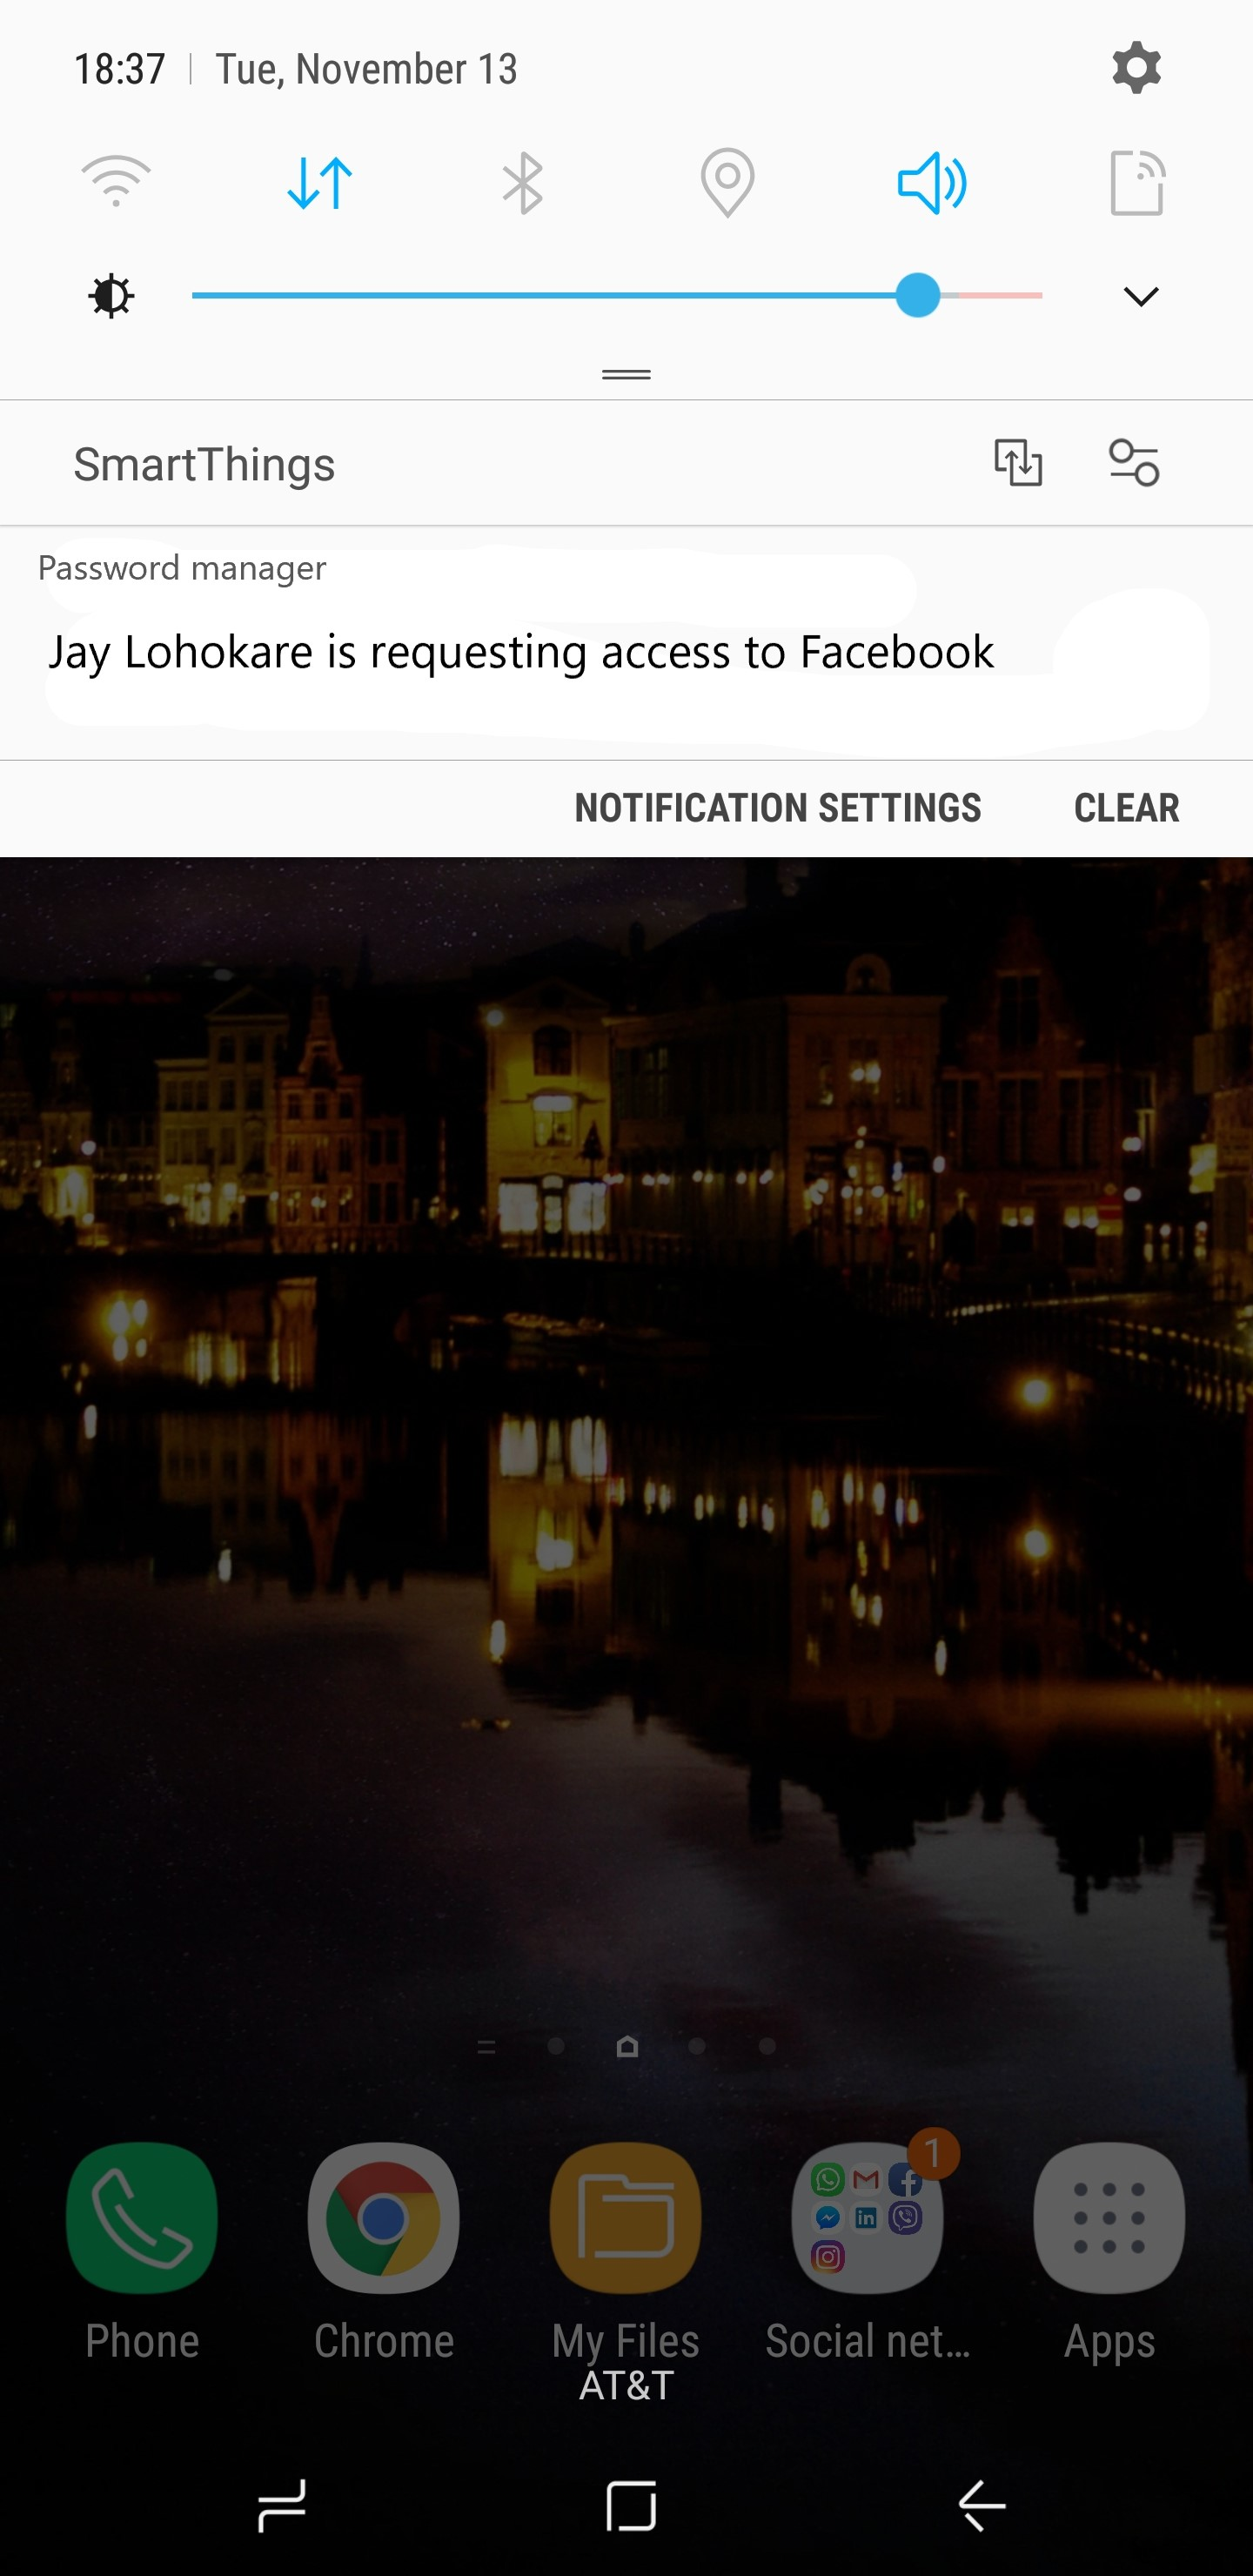 18:37 | Tue, November 13
SmartThings
Password manager
Jay Lohokare is requesting access to Facebook
NOTIFICATION SETTINGS CLEAR
1
Phone Chrome My Files Social net... Apps
AT&T